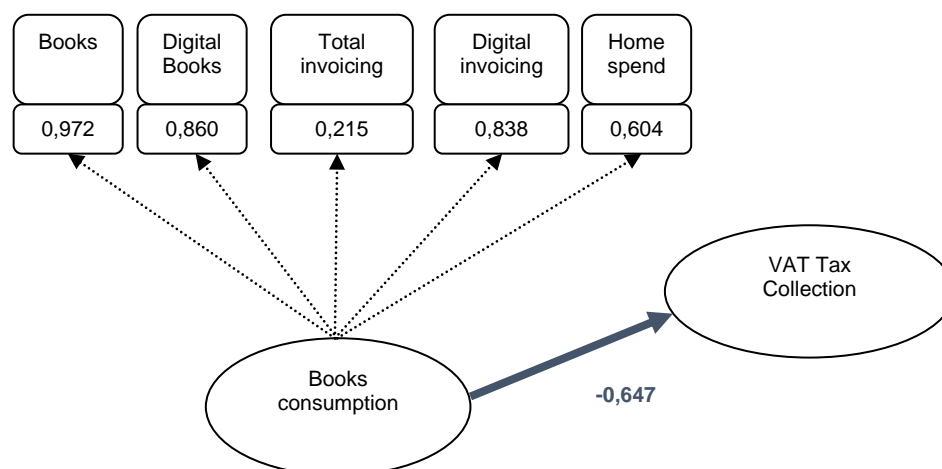 Books
Digital
Books
Total
invoicing
Digital
invoicing
Home
spend
0,972
0,860
0,215
0,838
0,604
VAT Tax
Collection
Books
consumption
-0,647